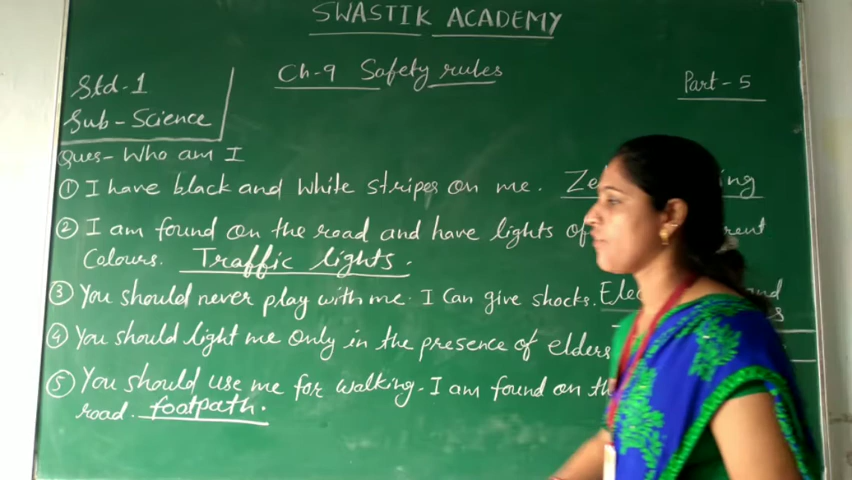 SWASTIK ACADEMY
Ch-9 Safety rules
Part-5
Std-1
Sub-Science
Ques-Who am I
① I have black and white stripes on me.
② I am found on the road and have lights of
Colours. Traffic lights.
③ You should never play with me. I Can give shocks. and
④ You should light me only in the presence of elders
⑤ You should use me for walking. I am found on
road. footpath.